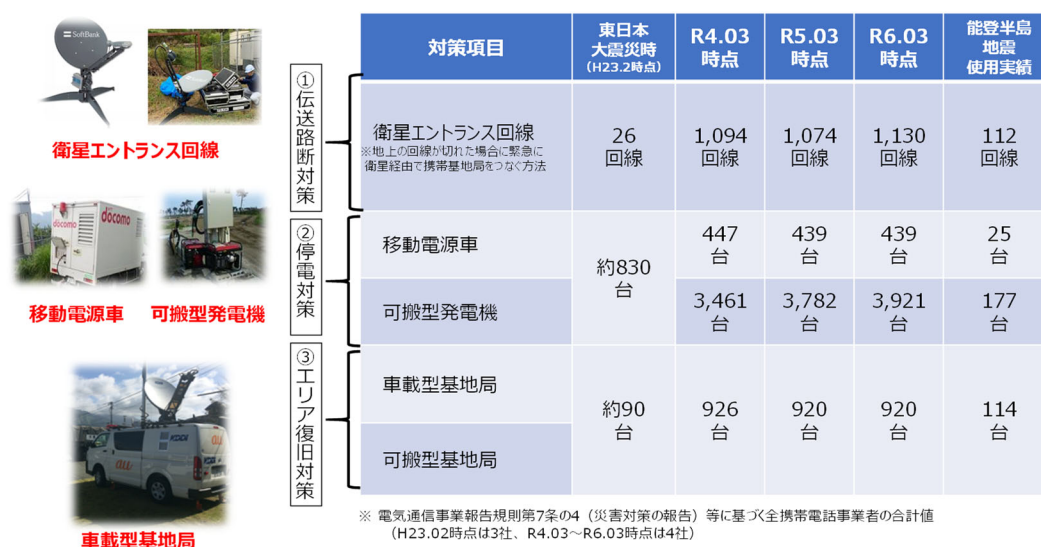 SoftBank
衛星エントランス回線
docomo
docomo
移動電源車
可搬型発電機
KDDI
au
au
車載型基地局
①伝送路断対策
②停電対策
③エリア復旧対策
対策項目
東日本
大震災時
(H23.2時点)
R4.03
時点
R5.03
時点
R6.03
時点
能登半島
地震
使用実績
衛星エントランス回線
※地上の回線が切れた場合に緊急に
衛星経由で携帯基地局をつなぐ方法
26
回線
1,094
回線
1,074
回線
1,130
回線
112
回線
移動電源車
約830
台
447
台
439
台
439
台
25
台
可搬型発電機
3,461
台
3,782
台
3,921
台
177
台
車載型基地局
可搬型基地局
約90
台
926
台
920
台
920
台
114
台
※ 電気通信事業報告規則第7条の4（災害対策の報告）等に基づく全携帯電話事業者の合計値
（H23.02時点は3社、R4.03～R6.03時点は4社）